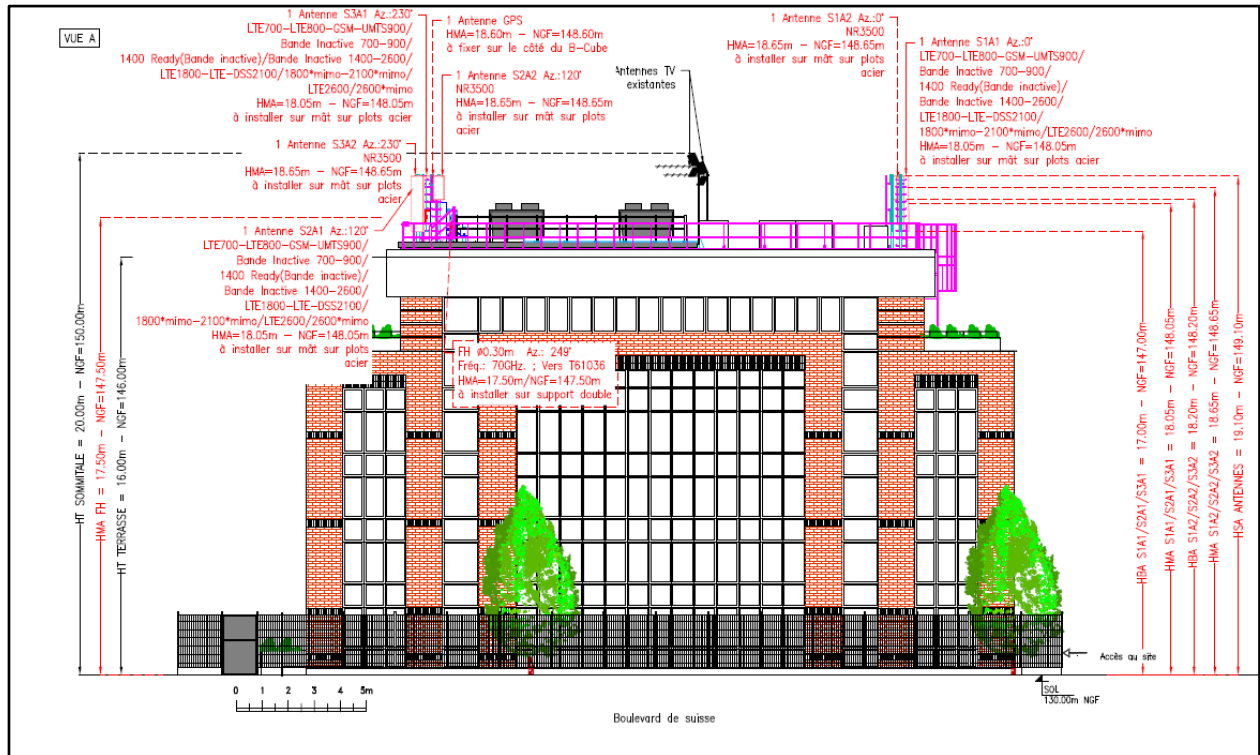 VUE A
1 Antenne S3A1 Az.:230°
LTE700-LTE800-GSM-UMTS900/
Bande Inactive 700-900/
1400 Ready(Bande inactive)/Bande Inactive 1400-2600/
LTE1800-LTE-DSS2100/1800*mimo-2100*mimo/
LTE2600/2600*mimo
HMA=18.05m - NGF=148.05m
à installer sur mât sur plots
acier
1 Antenne GPS
HMA=18.60m - NGF=148.60m
à fixer sur le côté du B-Cube
1 Antenne S2A2 Az.:120°
NR3500
HMA=18.65m - NGF=148.65m
à installer sur mât sur plots
acier
Antennes TV
existantes
1 Antenne S1A2 Az.:0°
NR3500
HMA=18.65m - NGF=148.65m
à installer sur mât sur plots
acier
1 Antenne S1A1 Az.:0°
LTE700-LTE800-GSM-UMTS900/
Bande Inactive 700-900/
1400 Ready(Bande inactive)/
Bande Inactive 1400-2600/
LTE1800-LTE-DSS2100/
1800*mimo-2100*mimo/LTE2600/2600*mimo
HMA=18.05m - NGF=148.05m
à installer sur mât sur plots acier
1 Antenne S3A2 Az.:230°
NR3500
HMA=18.65m - NGF=148.65m
à installer sur mât sur plots
acier
1 Antenne S2A1 Az.:120°
LTE700-LTE800-GSM-UMTS900/
Bande Inactive 700-900/
1400 Ready(Bande inactive)/
Bande Inactive 1400-2600/
LTE1800-LTE-DSS2100/
1800*mimo-2100*mimo/LTE2600/2600*mimo
HMA=18.05m - NGF=148.05m
à installer sur mât sur plots
acier
FH Ø0.30m Az.: 249°
Fréq.: 70GHz. ; Vers T61036
HMA=17.50m/NGF=147.50m
à installer sur support double
HT SOMMITALE = 20.00m - NGF=150.00m
HMA FH = 17.50m - NGF=147.50m
HT TERRASSE = 16.00m - NGF=146.00m
HBA S1A1/S2A1/S3A1 = 17.00m - NGF=147.00m
HMA S1A1/S2A1/S3A1 = 18.05m - NGF=148.05m
HBA S1A2/S2A2/S3A2 = 18.20m - NGF=148.20m
HMA S1A2/S2A2/S3A2 = 18.65m - NGF=148.65m
HSA ANTENNES = 19.10m - NGF=149.10m
Accès au site
0 1 2 3 4 5m
SOL
130.00m NGF
Boulevard de suisse